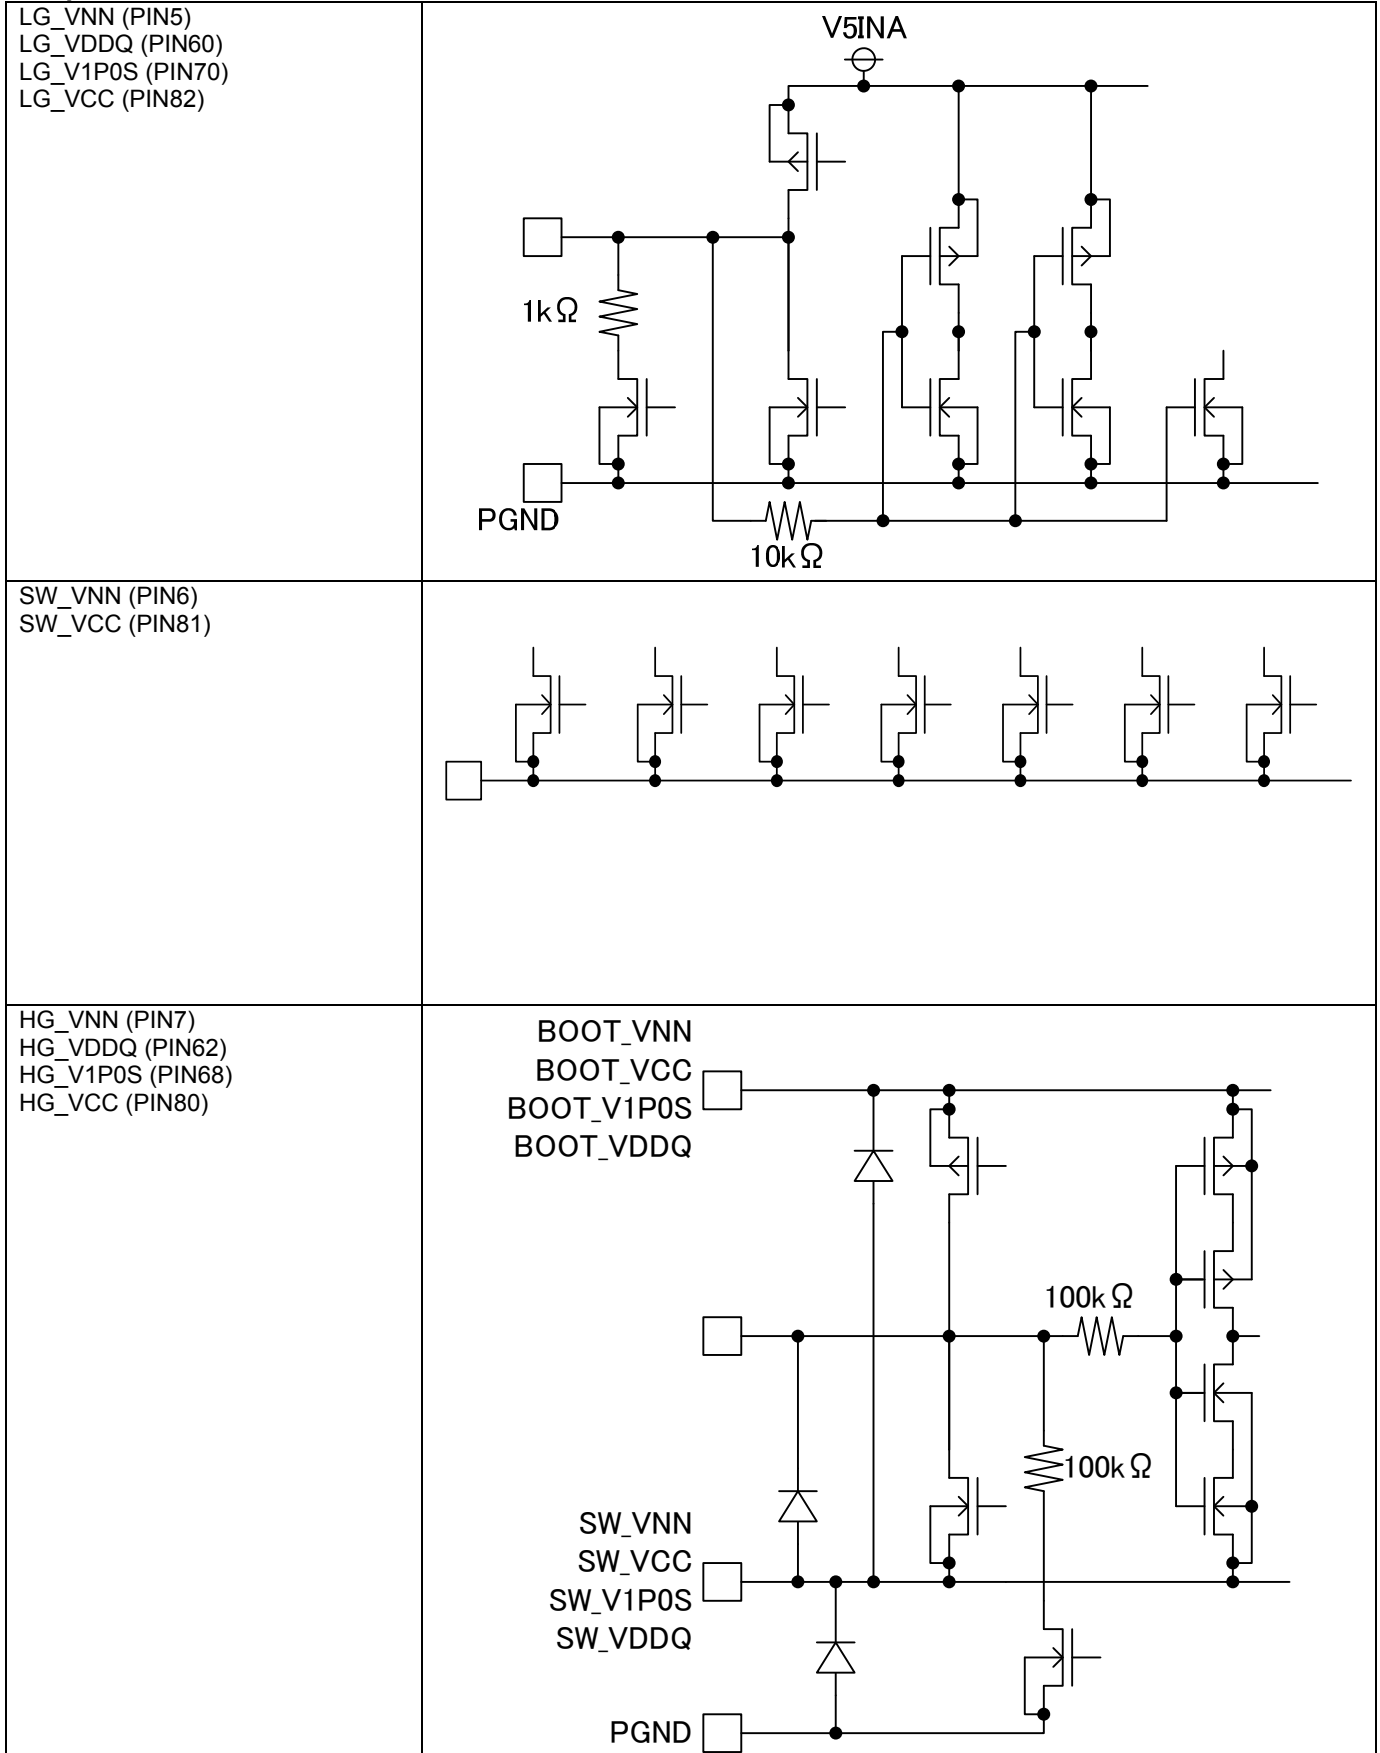 LG_VNN (PIN5)
LG_VDDQ (PIN60)
LG_V1P0S (PIN70)
LG_VCC (PIN82)
V5INA
1kΩ
PGND
10kΩ
SW_VNN (PIN6)
SW_VCC (PIN81)
HG_VNN (PIN7)
HG_VDDQ (PIN62)
HG_V1P0S (PIN68)
HG_VCC (PIN80)
BOOT_VNN
BOOT_VCC
BOOT_V1P0S
BOOT_VDDQ
100kΩ
100kΩ
SW_VNN
SW_VCC
SW_V1P0S
SW_VDDQ
PGND